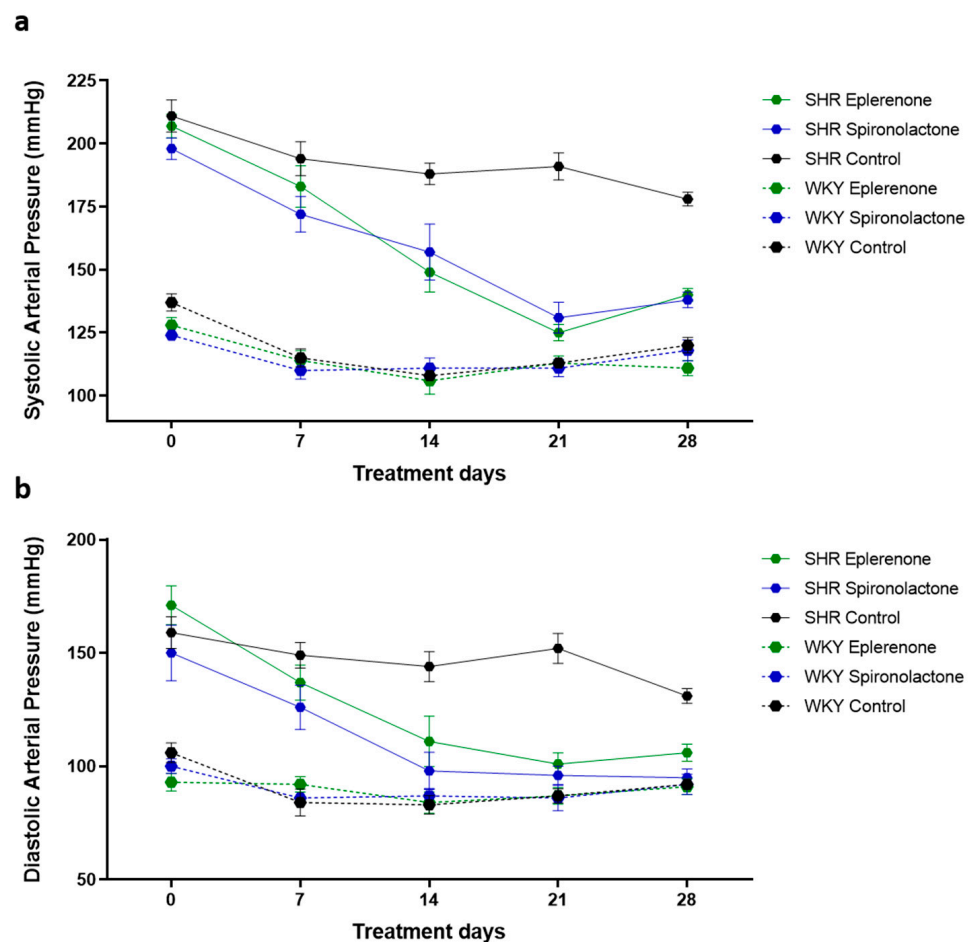 a
Systolic Arterial Pressure (mmHg)
225
200
175
150
125
100
0 7 14 21 28
Treatment days
SHR Eplerenone
SHR Spironolactone
SHR Control
WKY Eplerenone
WKY Spironolactone
WKY Control
b
Diastolic Arterial Pressure (mmHg)
200
150
100
50
0 7 14 21 28
Treatment days
SHR Eplerenone
SHR Spironolactone
SHR Control
WKY Eplerenone
WKY Spironolactone
WKY Control